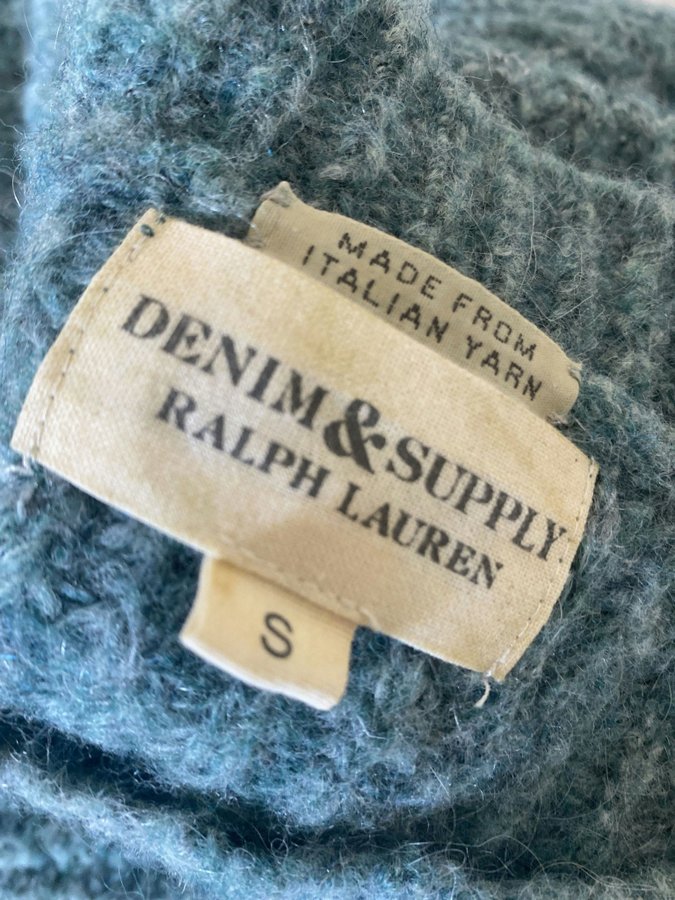 MADE FROM
ITALIAN YARN
DENIM & SUPPLY
RALPH LAUREN
S